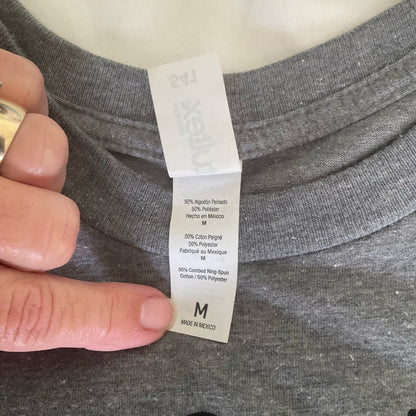 547
50% Algodón Peinado
50% Poliéster
Hecho en México
M
50% Coton Peigné
50% Polyester
Fabriqué au Mexique
M
50% Combed Ring-Spun
Cotton / 50% Polyester
M
MADE IN MEXICO